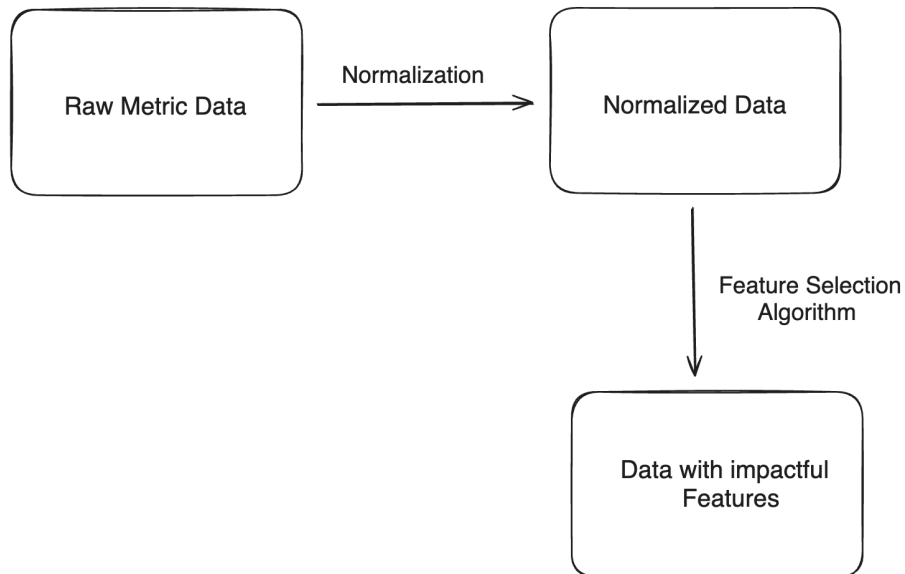 Normalization
Raw Metric Data
Normalized Data
Feature Selection
Algorithm
Data with impactful
Features